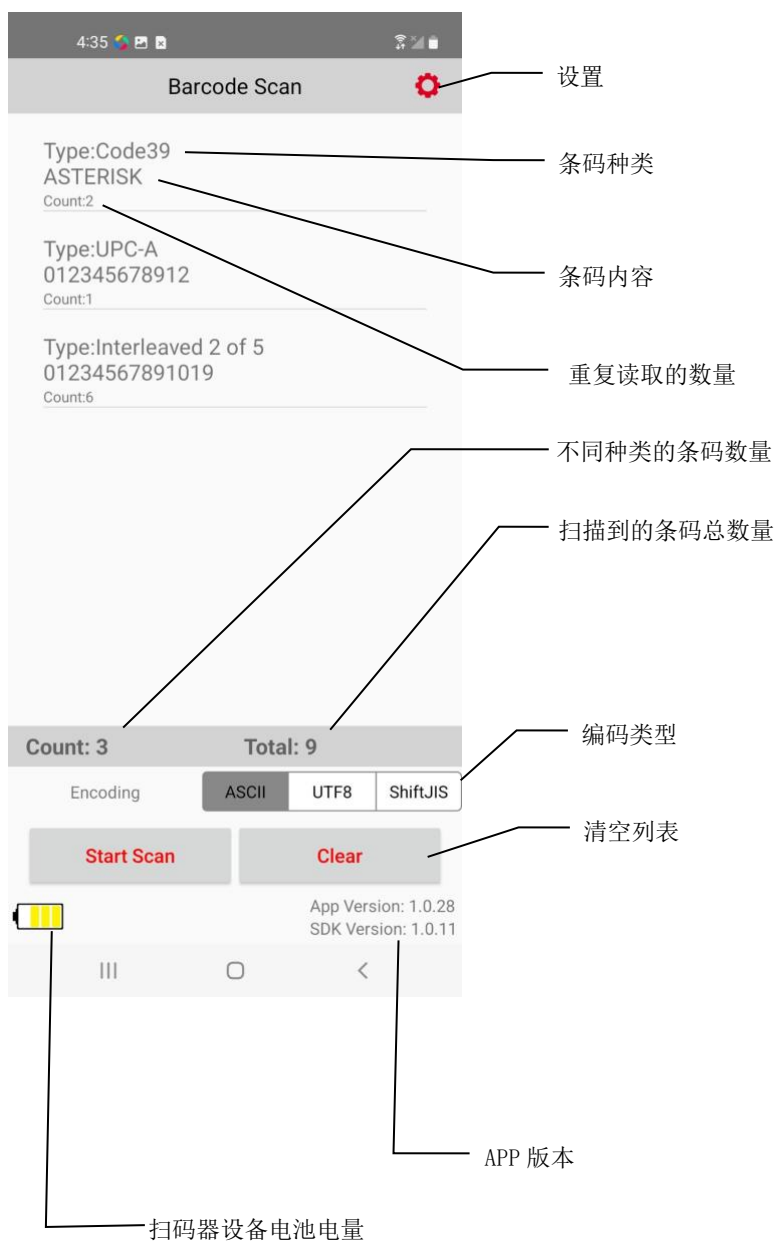 4:35
Barcode Scan
设置
Type:Code39
条码种类
ASTERISK
Count:2
Type:UPC-A
012345678912
条码内容
Count:1
Type:Interleaved 2 of 5
01234567891019
重复读取的数量
Count:6
不同种类的条码数量
扫描到的条码总数量
Count: 3 Total: 9
编码类型
Encoding ASCII UTF8 ShiftJIS
清空列表
Start Scan Clear
App Version: 1.0.28
SDK Version: 1.0.11
APP 版本
扫码器设备电池电量